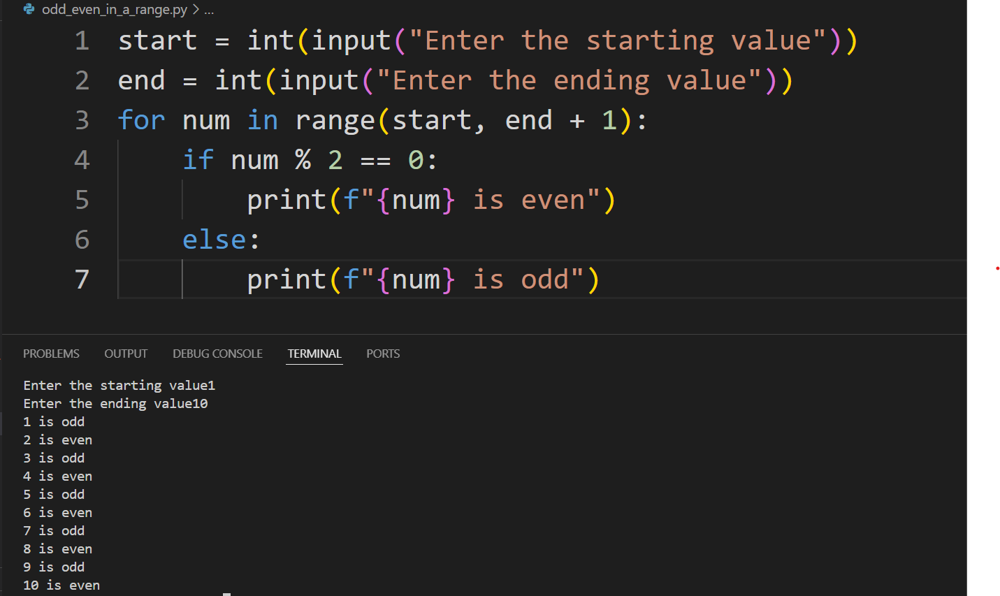 odd_even_in_a_range.py > ...
1 start = int(input("Enter the starting value"))
2 end = int(input("Enter the ending value"))
3 for num in range(start, end + 1):
4     if num % 2 == 0:
5         print(f"{num} is even")
6     else:
7         print(f"{num} is odd")
PROBLEMS OUTPUT DEBUG CONSOLE TERMINAL PORTS
Enter the starting value1
Enter the ending value10
1 is odd
2 is even
3 is odd
4 is even
5 is odd
6 is even
7 is odd
8 is even
9 is odd
10 is even